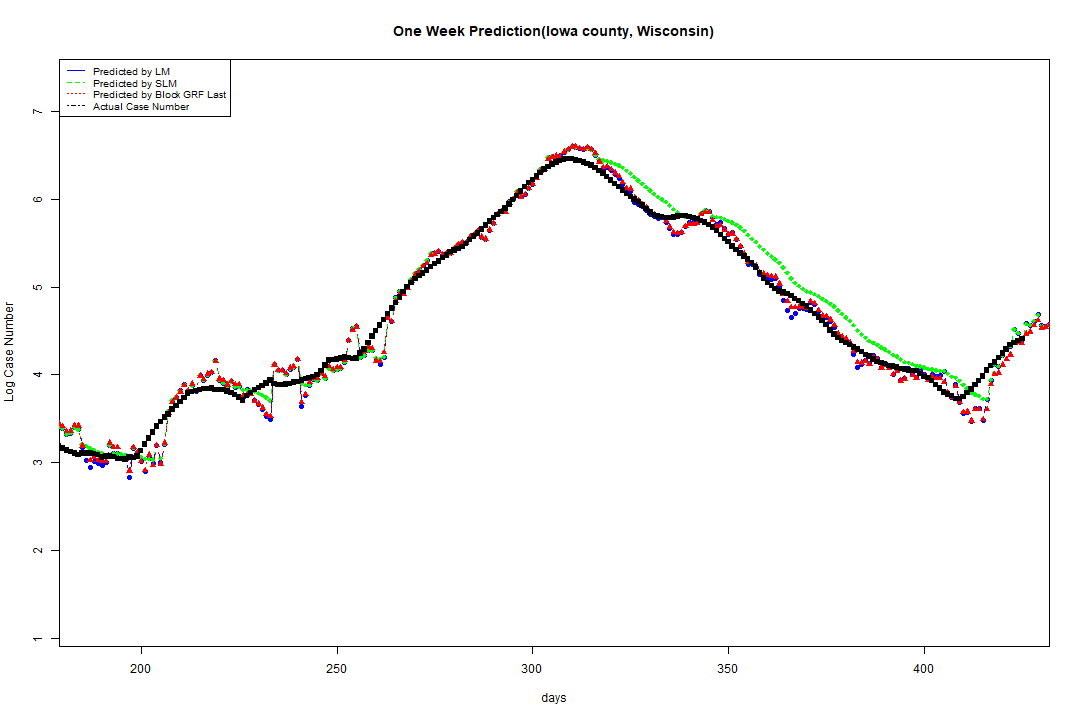 One Week Prediction(Iowa county, Wisconsin)
Predicted by LM
Predicted by SLM
Predicted by Block GRF Last
Actual Case Number
7
6
5
4
3
2
1
Log Case Number
200 250 300 350 400
days